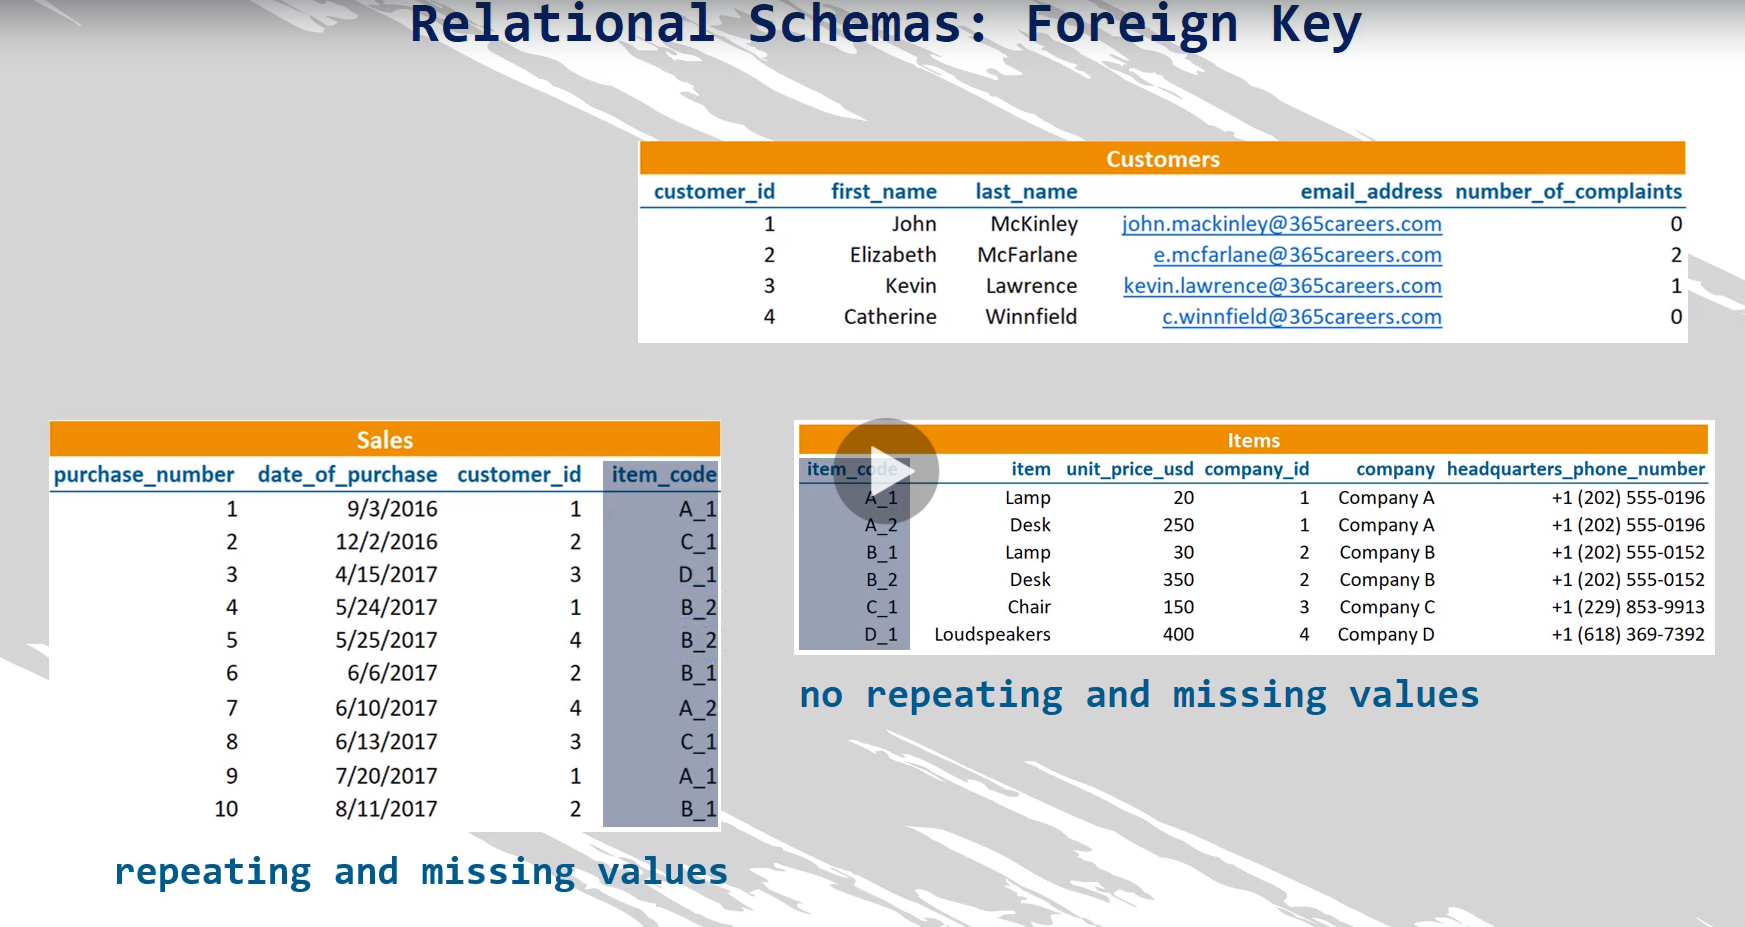 Relational Schemas: Foreign Key
Customers
customer_id first_name last_name email_address number_of_complaints
1 John McKinley john.mackinley@365careers.com 0
2 Elizabeth McFarlane e.mcfarlane@365careers.com 2
3 Kevin Lawrence kevin.lawrence@365careers.com 1
4 Catherine Winnfield c.winnfield@365careers.com 0
Sales
purchase_number date_of_purchase customer_id item_code
1 9/3/2016 1 A_1
2 12/2/2016 2 C_1
3 4/15/2017 3 D_1
4 5/24/2017 1 B_2
5 5/25/2017 4 B_2
6 6/6/2017 2 B_1
7 6/10/2017 4 A_2
8 6/13/2017 3 C_1
9 7/20/2017 1 A_1
10 8/11/2017 2 B_1
repeating and missing values
Items
item_code item unit_price_usd company_id company headquarters_phone_number
A_1 Lamp 20 1 Company A +1 (202) 555-0196
A_2 Desk 250 1 Company A +1 (202) 555-0196
B_1 Lamp 30 2 Company B +1 (202) 555-0152
B_2 Desk 350 2 Company B +1 (202) 555-0152
C_1 Chair 150 3 Company C +1 (229) 853-9913
D_1 Loudspeakers 400 4 Company D +1 (618) 369-7392
no repeating and missing values